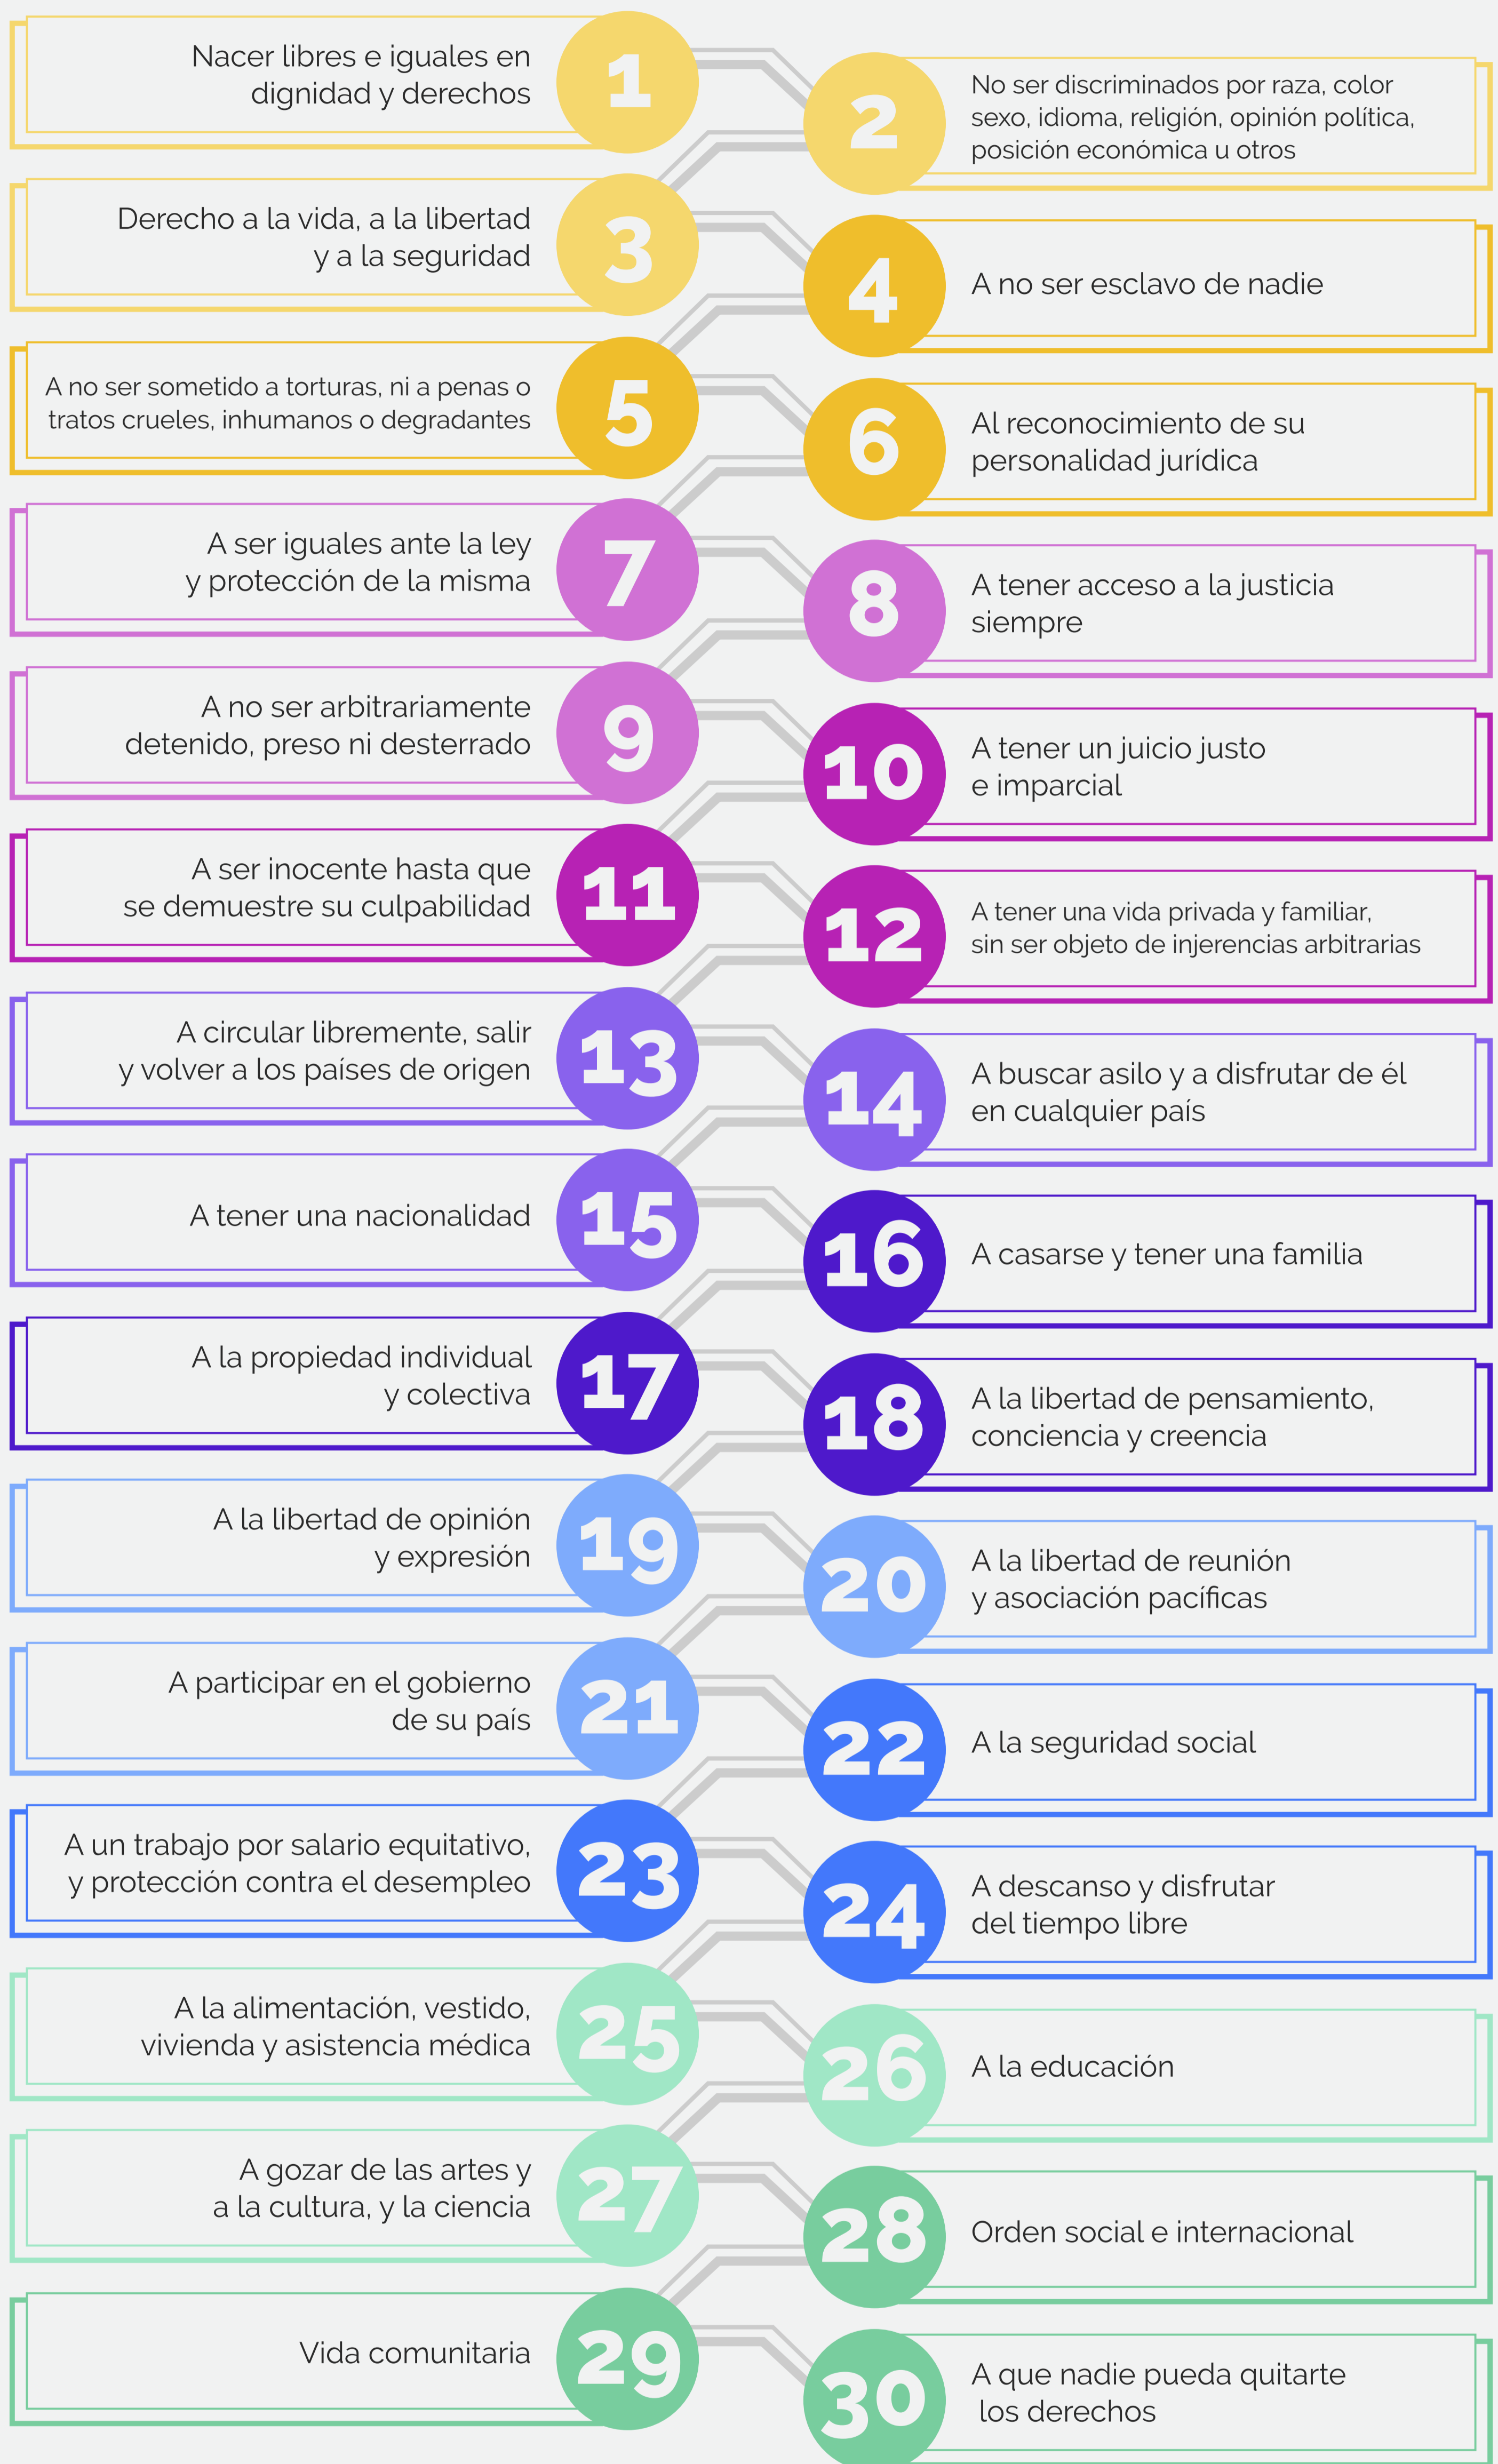 Nacer libres e iguales en
dignidad y derechos
1
2
No ser discriminados por raza, color
sexo, idioma, religión, opinión política,
posición económica u otros
Derecho a la vida, a la libertad
y a la seguridad
3
4
A no ser esclavo de nadie
A no ser sometido a torturas, ni a penas o
tratos crueles, inhumanos o degradantes
5
6
Al reconocimiento de su
personalidad jurídica
A ser iguales ante la ley
y protección de la misma
7
8
A tener acceso a la justicia
siempre
A no ser arbitrariamente
detenido, preso ni desterrado
9
10
A tener un juicio justo
e imparcial
A ser inocente hasta que
se demuestre su culpabilidad
11
12
A tener una vida privada y familiar,
sin ser objeto de injerencias arbitrarias
A circular libremente, salir
y volver a los países de origen
13
14
A buscar asilo y a disfrutar de él
en cualquier país
A tener una nacionalidad
15
16
A casarse y tener una familia
A la propiedad individual
y colectiva
17
18
A la libertad de pensamiento,
conciencia y creencia
A la libertad de opinión
y expresión
19
20
A la libertad de reunión
y asociación pacíficas
A participar en el gobierno
de su país
21
22
A la seguridad social
A un trabajo por salario equitativo,
y protección contra el desempleo
23
24
A descanso y disfrutar
del tiempo libre
A la alimentación, vestido,
vivienda y asistencia médica
25
26
A la educación
A gozar de las artes y
a la cultura, y la ciencia
27
28
Orden social e internacional
Vida comunitaria
29
30
A que nadie pueda quitarte
los derechos